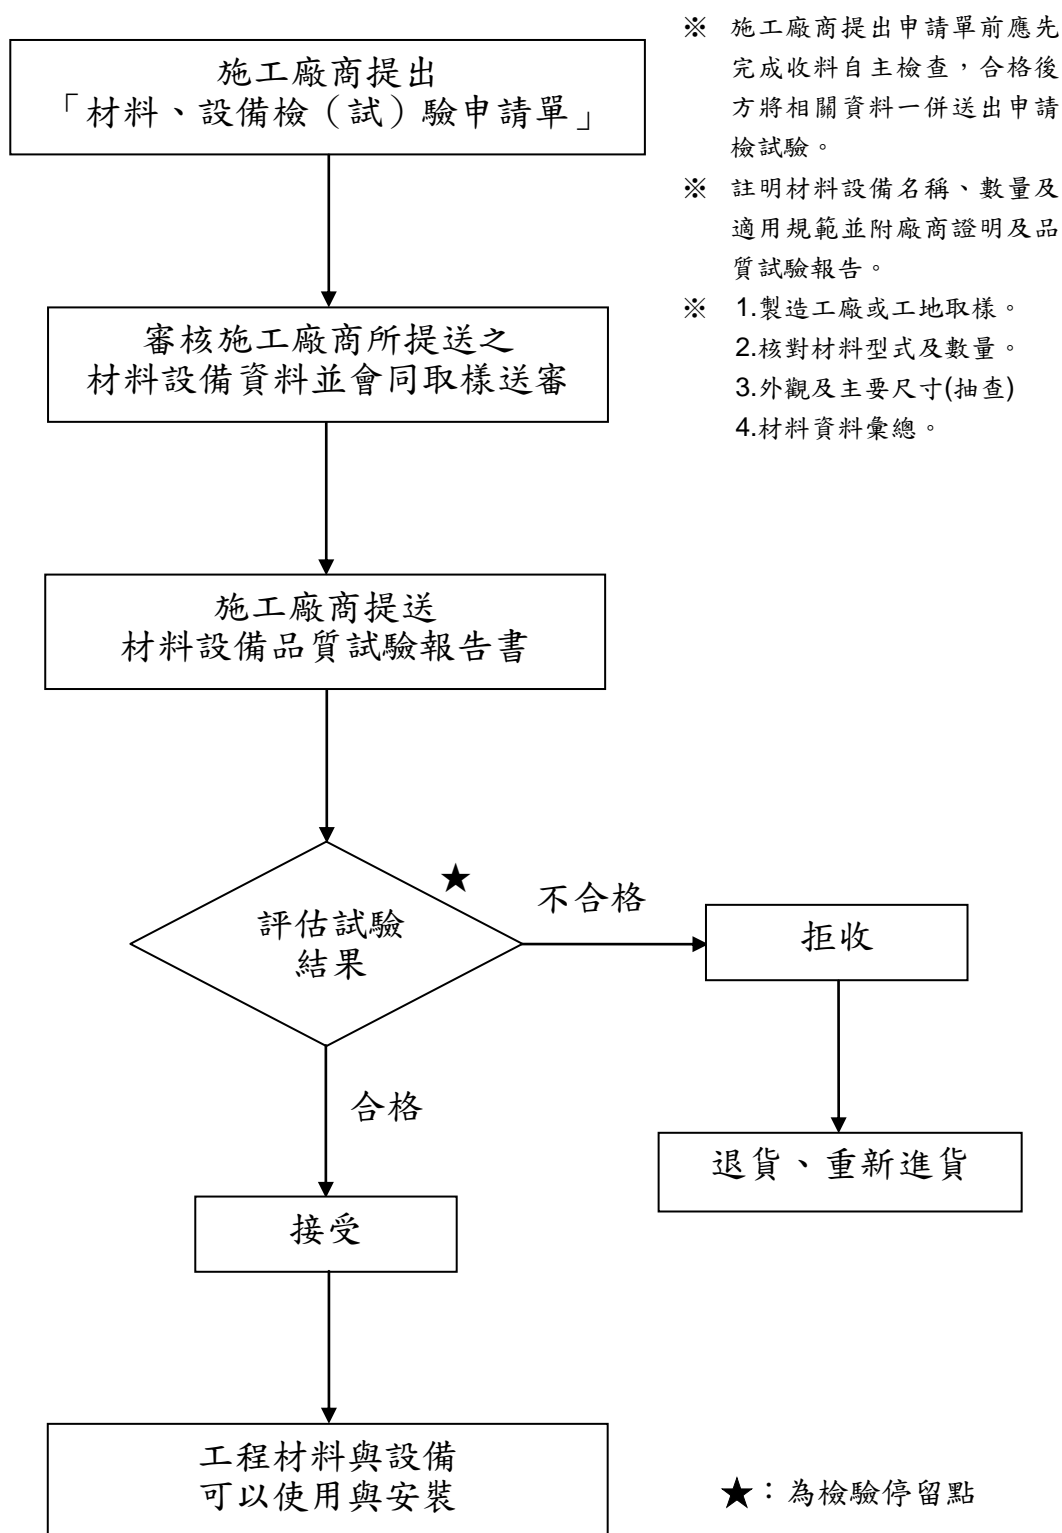 施工廠商提出
「材料、設備檢（試）驗申請單」
※ 施工廠商提出申請單前應先
完成收料自主檢查，合格後
方將相關資料一併送出申請
檢試驗。
※ 註明材料設備名稱、數量及
適用規範並附廠商證明及品
質試驗報告。
※ 1.製造工廠或工地取樣。
2.核對材料型式及數量。
3.外觀及主要尺寸(抽查)
4.材料資料彙總。
審核施工廠商所提送之
材料設備資料並會同取樣送審
施工廠商提送
材料設備品質試驗報告書
評估試驗
結果
★
不合格
拒收
退貨、重新進貨
合格
接受
工程材料與設備
可以使用與安裝
★：為檢驗停留點